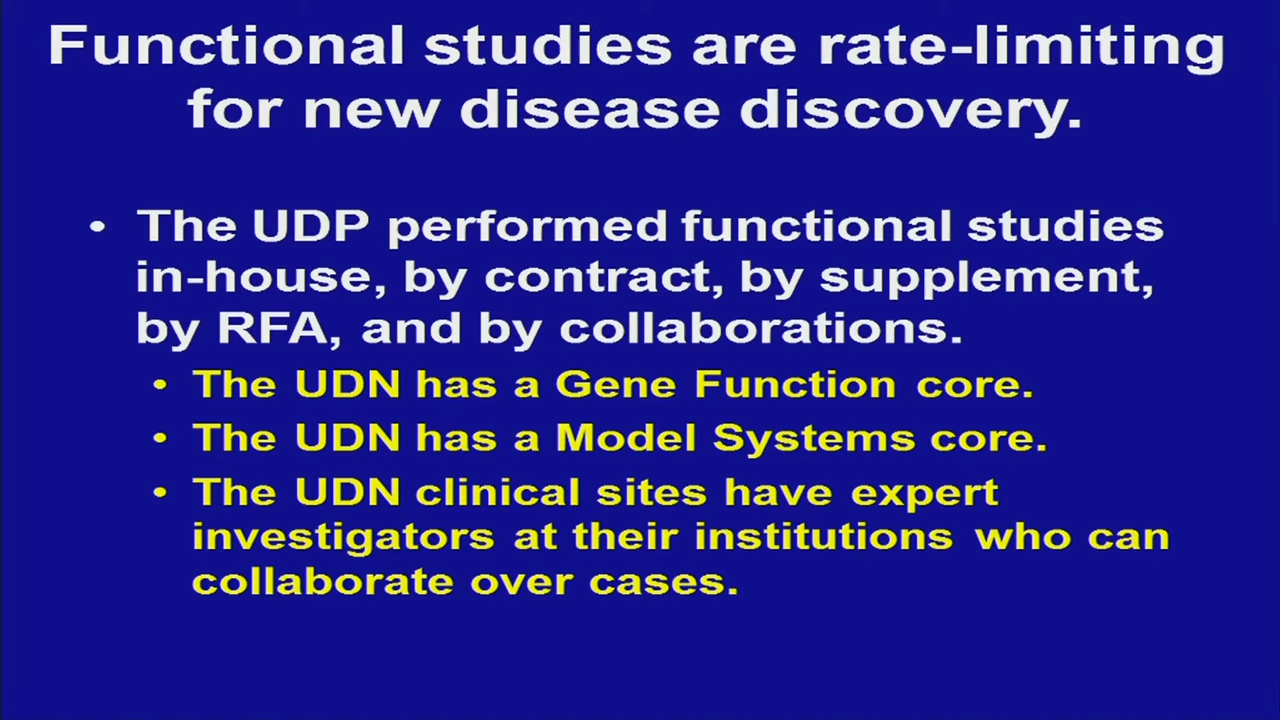 Functional studies are rate-limiting
for new disease discovery.
• The UDP performed functional studies
in-house, by contract, by supplement,
by RFA, and by collaborations.
• The UDN has a Gene Function core.
• The UDN has a Model Systems core.
• The UDN clinical sites have expert
investigators at their institutions who can
collaborate over cases.